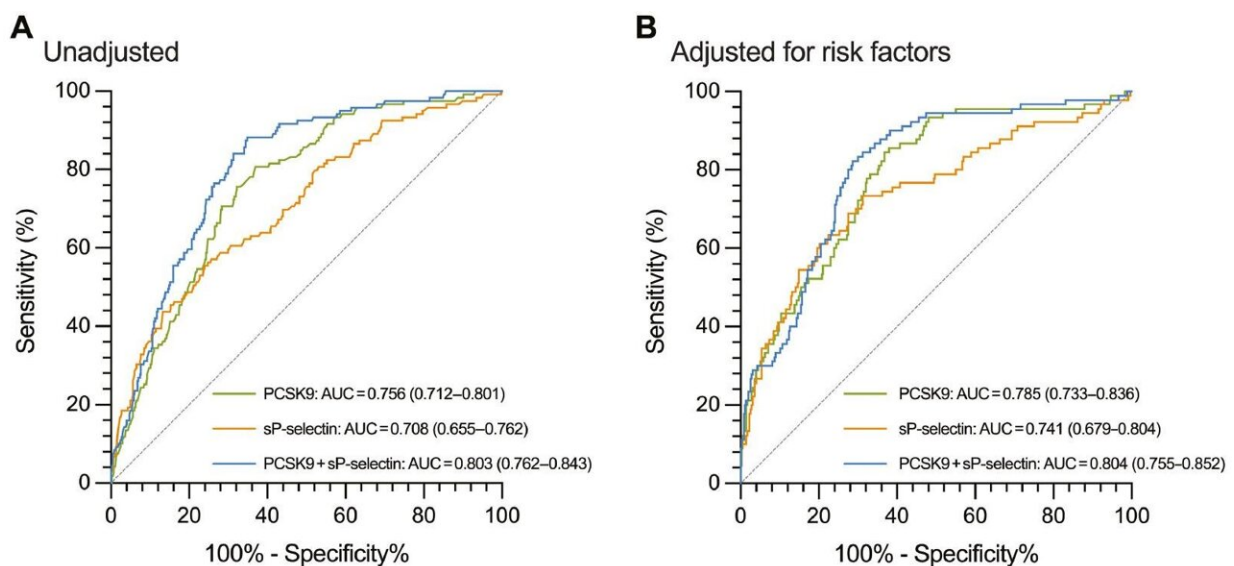 A
Unadjusted
100
80
60
40
20
0
Sensitivity (%)
PCSK9: AUC = 0.756 (0.712–0.801)
sP-selectin: AUC = 0.708 (0.655–0.762)
PCSK9 + sP-selectin: AUC = 0.803 (0.762–0.843)
0 20 40 60 80 100
100% - Specificity%
B
Adjusted for risk factors
100
80
60
40
20
0
Sensitivity (%)
PCSK9: AUC = 0.785 (0.733–0.836)
sP-selectin: AUC = 0.741 (0.679–0.804)
PCSK9 + sP-selectin: AUC = 0.804 (0.755–0.852)
0 20 40 60 80 100
100% - Specificity%